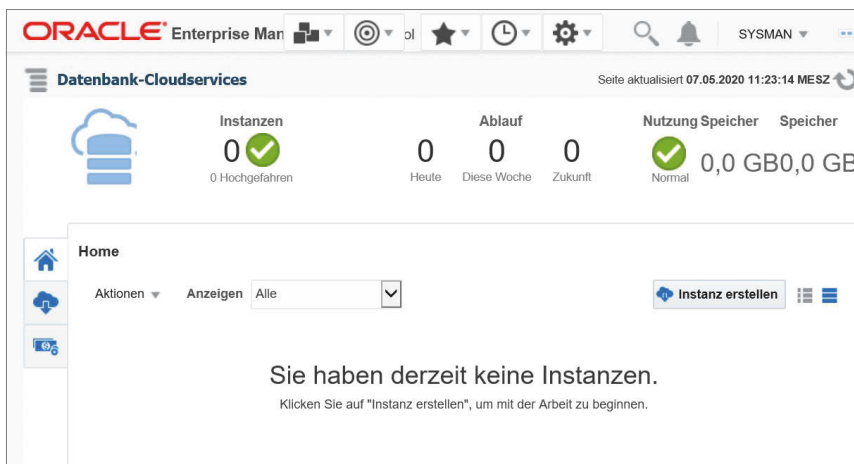 ORACLE® Enterprise Man ol SYSMAN
Datenbank-Cloudservices Seite aktualisiert 07.05.2020 11:23:14 MESZ
Instanzen Ablauf Nutzung Speicher Speicher
0 0 0 0 0,0 GB 0,0 GB
0 Hochgefahren Heute Diese Woche Zukunft Normal
Home
Aktionen Anzeigen Alle Instanz erstellen
Sie haben derzeit keine Instanzen.
Klicken Sie auf "Instanz erstellen", um mit der Arbeit zu beginnen.